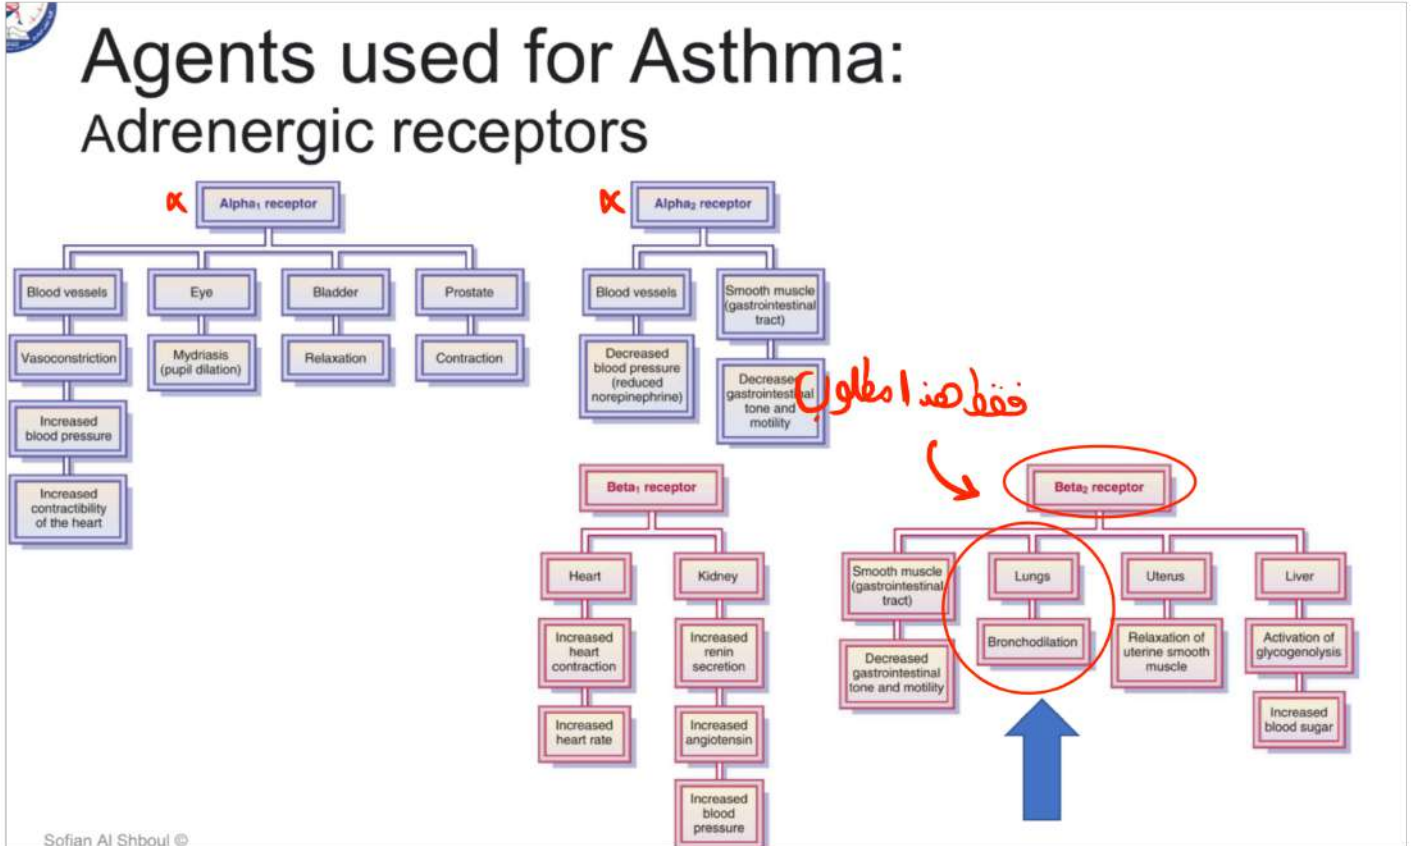 Agents used for Asthma:
Adrenergic receptors
α
Alpha₁ receptor
Blood vessels
Vasoconstriction
Increased
blood pressure
Increased
contractibility
of the heart
Eye
Mydriasis
(pupil dilation)
Bladder
Relaxation
Prostate
Contraction
α
Alpha₂ receptor
Blood vessels
Decreased
blood pressure
(reduced
norepinephrine)
Smooth muscle
(gastrointestinal
tract)
Decreased
gastrointestinal
tone and
motility
فقط هذا مطلوب
Beta₁ receptor
Heart
Increased
heart
contraction
Increased
heart rate
Kidney
Increased
renin
secretion
Increased
angiotensin
Increased
blood
pressure
Beta₂ receptor
Smooth muscle
(gastrointestinal
tract)
Decreased
gastrointestinal
tone and motility
Lungs
Bronchodilation
Uterus
Relaxation of
uterine smooth
muscle
Liver
Activation of
glycogenolysis
Increased
blood sugar
Sofian Al Shboul ©